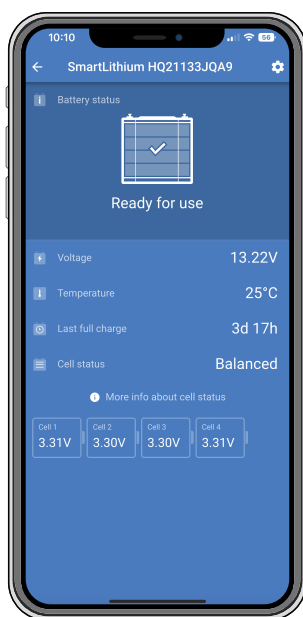 10:10
56
SmartLithium HQ21133JQA9
Battery status
Ready for use
Voltage 13.22V
Temperature 25°C
Last full charge 3d 17h
Cell status Balanced
More info about cell status
Cell 1 Cell 2 Cell 3 Cell 4
3.31V 3.30V 3.30V 3.31V